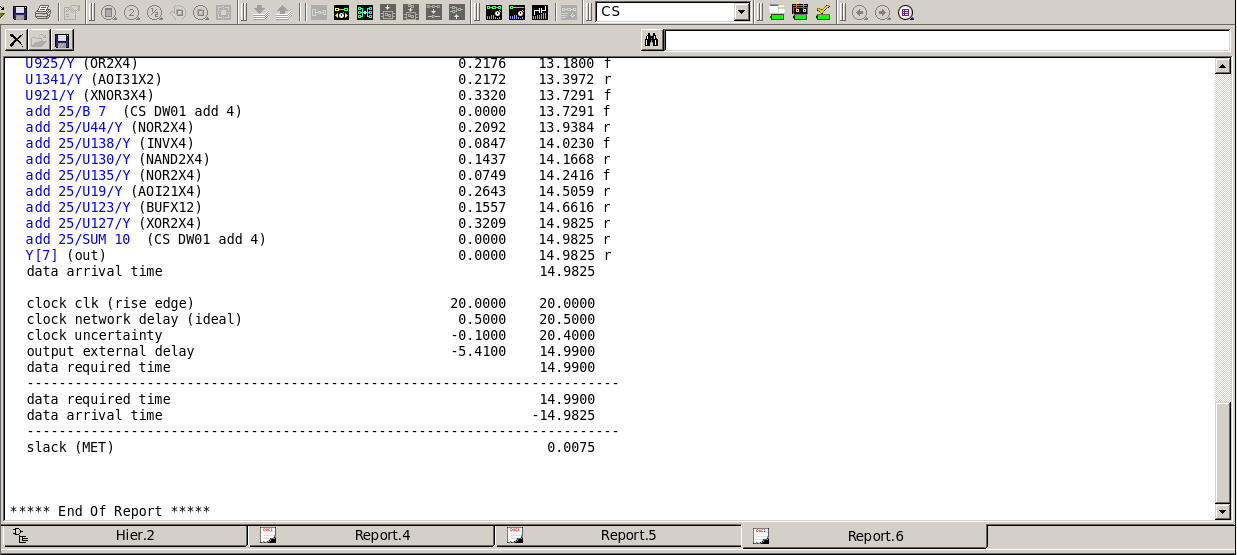 CS
U925/Y (OR2X4) 0.2176 13.1800 f
U1341/Y (AOI31X2) 0.2172 13.3972 r
U921/Y (XNOR3X4) 0.3320 13.7291 f
add 25/B 7 (CS DW01 add 4) 0.0000 13.7291 f
add 25/U44/Y (NOR2X4) 0.2092 13.9384 r
add 25/U138/Y (INVX4) 0.0847 14.0230 f
add 25/U130/Y (NAND2X4) 0.1437 14.1668 r
add 25/U135/Y (NOR2X4) 0.0749 14.2416 f
add 25/U19/Y (AOI21X4) 0.2643 14.5059 r
add 25/U123/Y (BUFX12) 0.1557 14.6616 r
add 25/U127/Y (XOR2X4) 0.3209 14.9825 r
add 25/SUM 10 (CS DW01 add 4) 0.0000 14.9825 r
Y[7] (out) 0.0000 14.9825 r
data arrival time 14.9825
clock clk (rise edge) 20.0000 20.0000
clock network delay (ideal) 0.5000 20.5000
clock uncertainty -0.1000 20.4000
output external delay -5.4100 14.9900
data required time 14.9900
--------------------------------------------------------------------------
data required time 14.9900
data arrival time -14.9825
--------------------------------------------------------------------------
slack (MET) 0.0075
***** End Of Report *****
Hier.2 Report.4 Report.5 Report.6